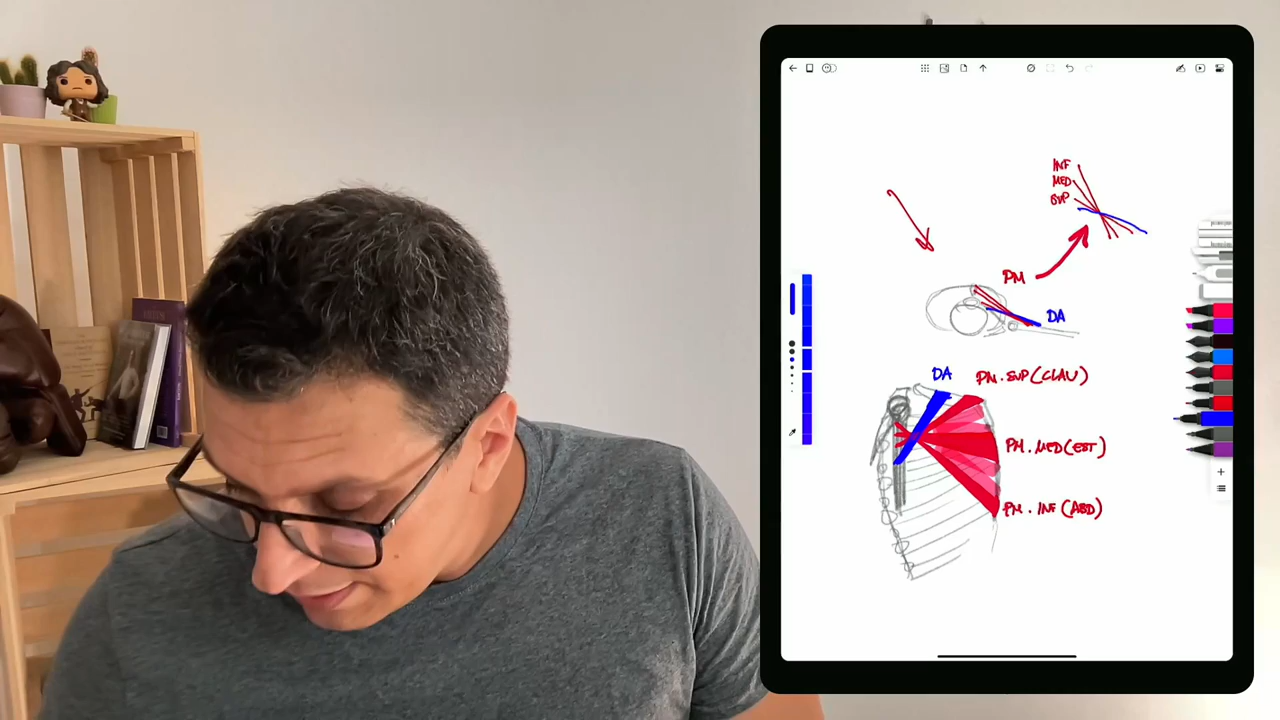 INF
MED
SUP
PM
DA
DA
PM. SUP (CLAV)
PM. MED (EST)
PM. INF (ABD)